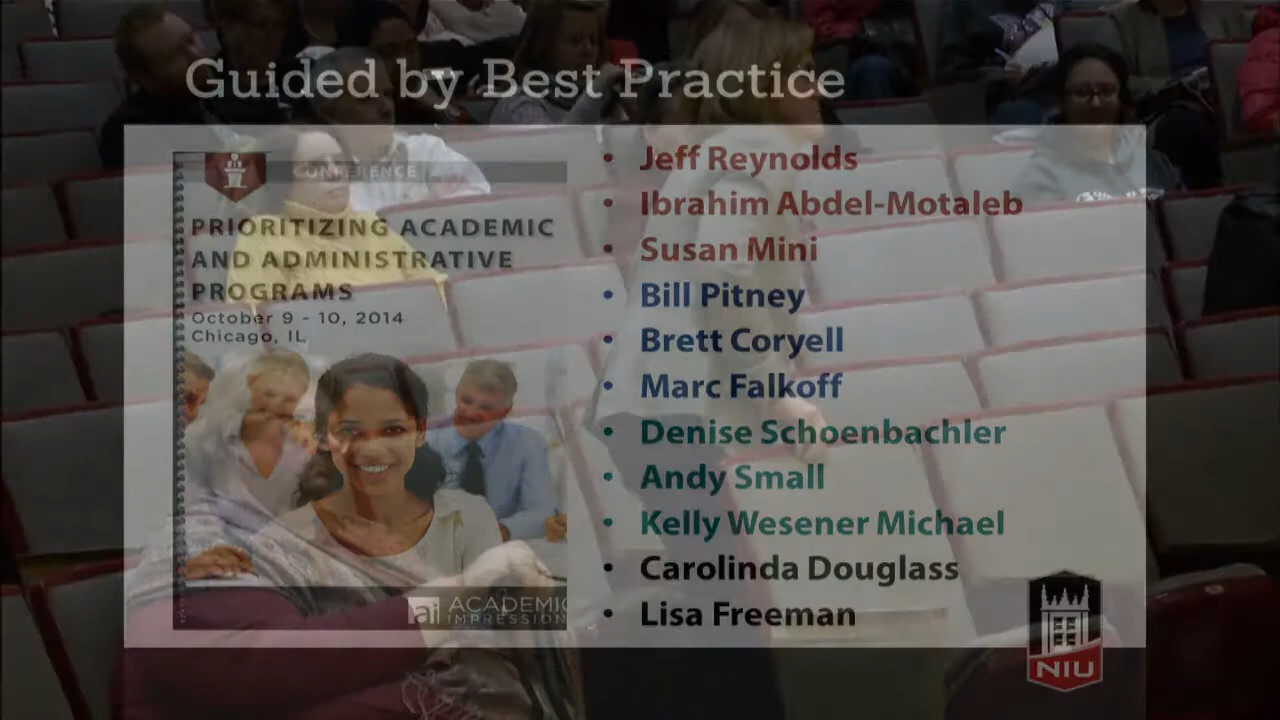 Guided by Best Practice
CONFERENCE
PRIORITIZING ACADEMIC
AND ADMINISTRATIVE
PROGRAMS
October 9 - 10, 2014
Chicago, IL
ai ACADEMIC
IMPRESSION
• Jeff Reynolds
• Ibrahim Abdel-Motaleb
• Susan Mini
• Bill Pitney
• Brett Coryell
• Marc Falkoff
• Denise Schoenbachler
• Andy Small
• Kelly Wesener Michael
• Carolinda Douglass
• Lisa Freeman
NIU